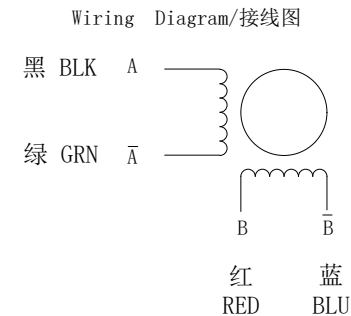 Wiring Diagram/接线图
黑 BLK A
绿 GRN A̅
B B̅
红 蓝
RED BLU